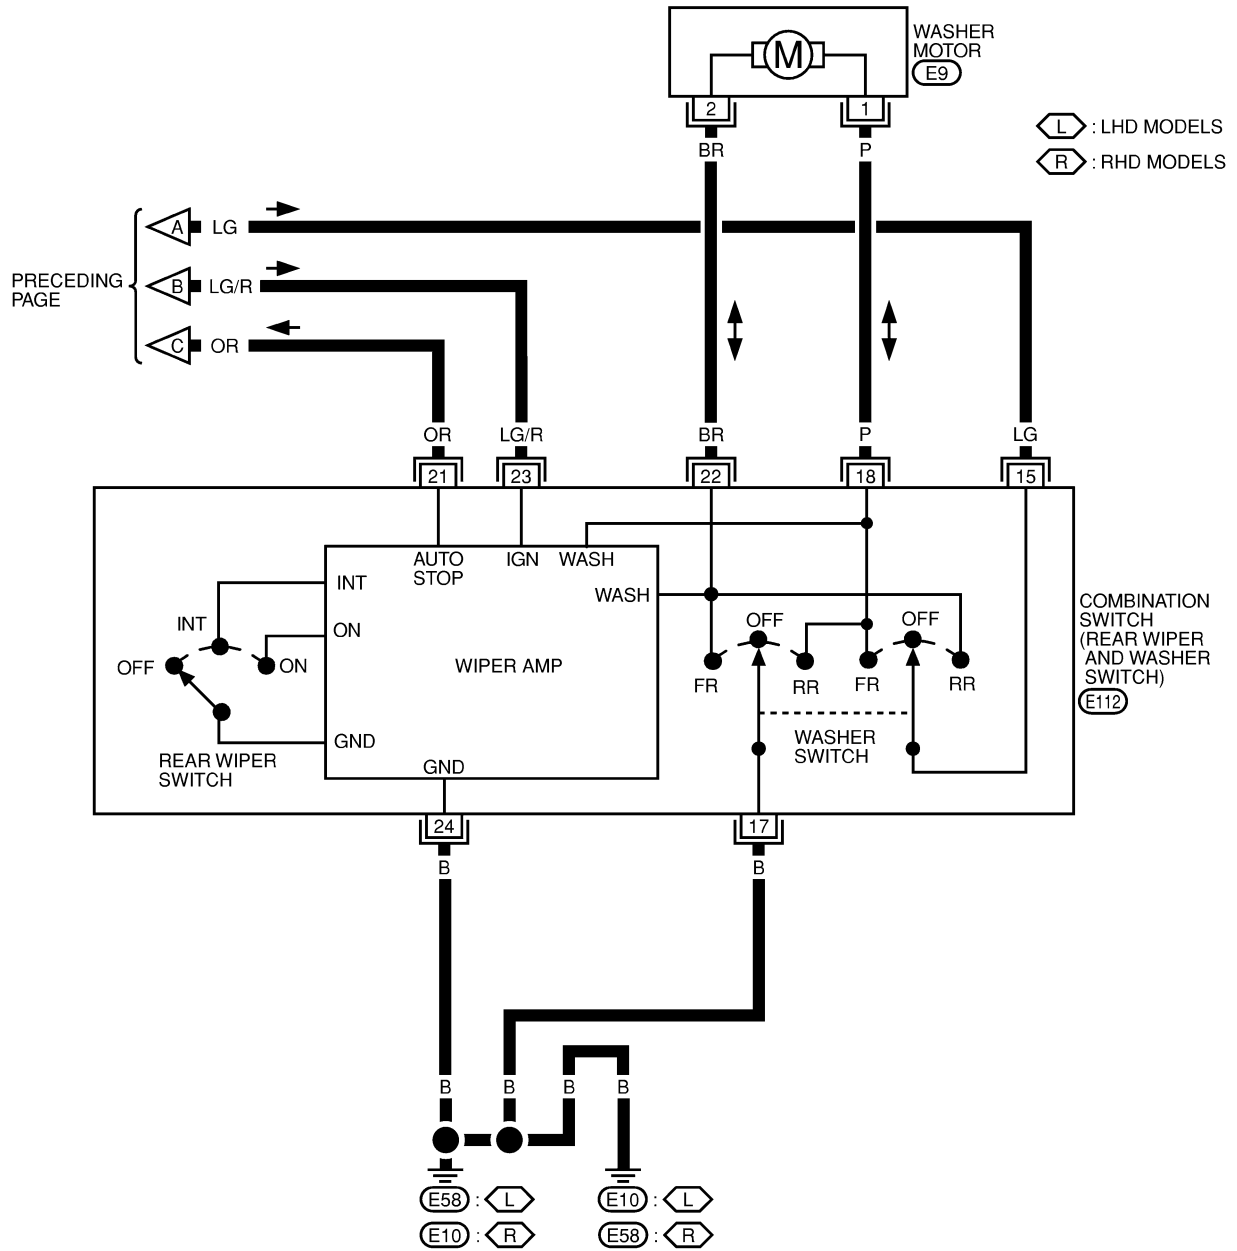 WASHER
MOTOR
E9
M
2
1
BR
P
L : LHD MODELS
R : RHD MODELS
PRECEDING
PAGE
A LG
B LG/R
C OR
OR
LG/R
BR
P
LG
21
23
22
18
15
AUTO
STOP
IGN
WASH
WASH
INT
ON
WIPER AMP
GND
GND
INT
OFF
ON
REAR WIPER
SWITCH
OFF
FR
RR
OFF
FR
RR
WASHER
SWITCH
COMBINATION
SWITCH
(REAR WIPER
AND WASHER
SWITCH)
E112
24
17
B
B
B
B
B
B
E58 : L
E10 : R
E10 : L
E58 : R